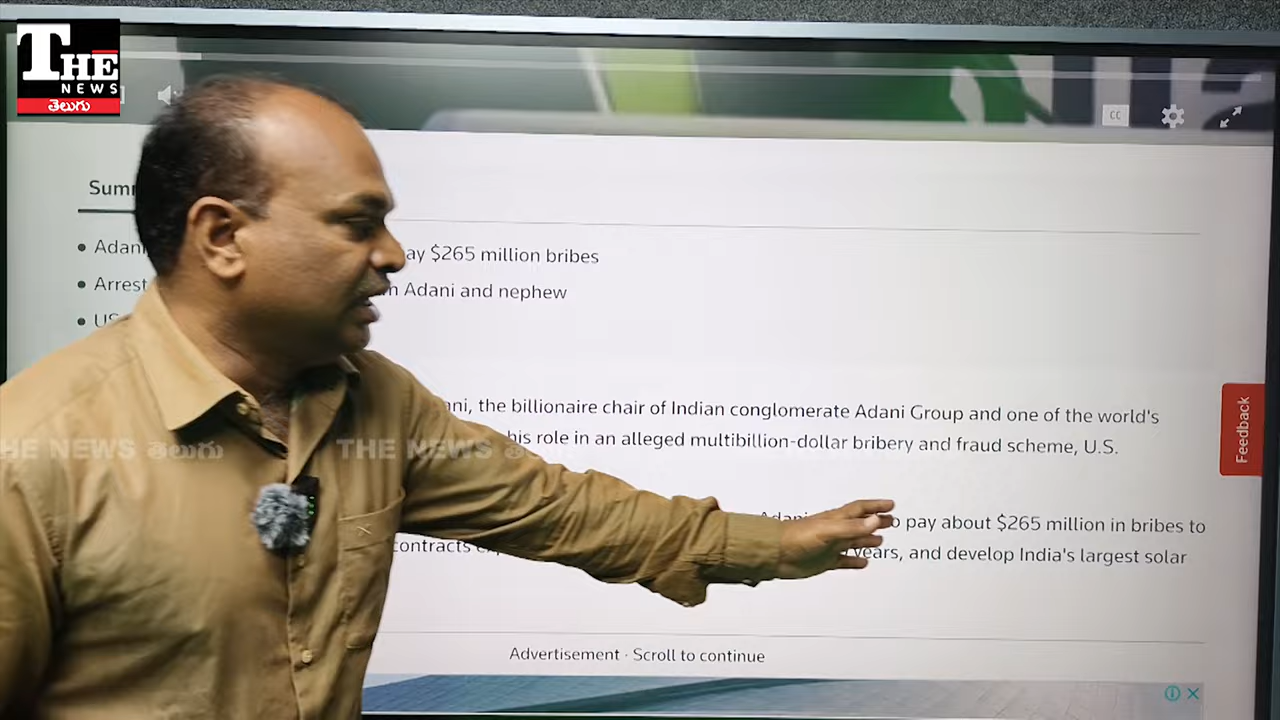 THE
NEWS
తెలుగు
CC
Adani
ay $265 million bribes
Arrest
Adani and nephew
US
ani, the billionaire chair of Indian conglomerate Adani Group and one of the world's
his role in an alleged multibillion-dollar bribery and fraud scheme, U.S.
THE NEWS తెలుగు
Feedback
pay about $265 million in bribes to
contracts
years, and develop India's largest solar
Advertisement · Scroll to continue